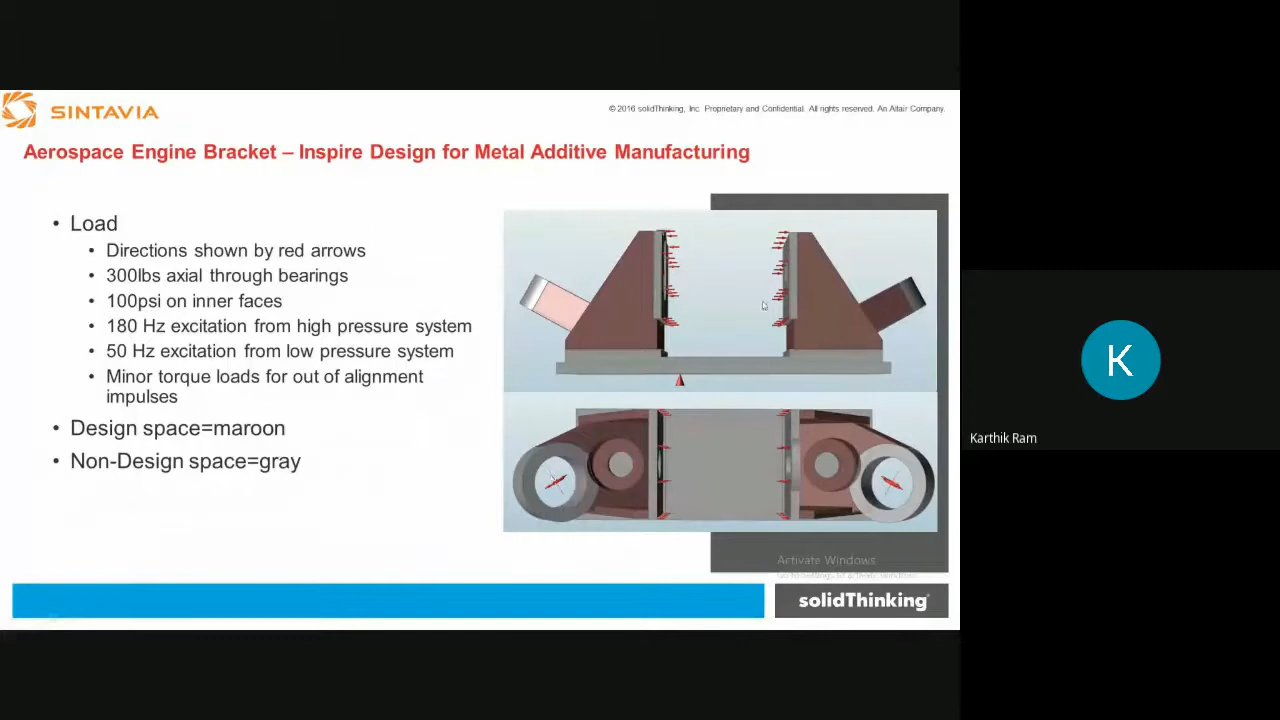 SINTAVIA
© 2016 solidThinking, Inc. Proprietary and Confidential. All rights reserved. An Altair Company.
Aerospace Engine Bracket – Inspire Design for Metal Additive Manufacturing
• Load
• Directions shown by red arrows
• 300lbs axial through bearings
• 100psi on inner faces
• 180 Hz excitation from high pressure system
• 50 Hz excitation from low pressure system
• Minor torque loads for out of alignment
impulses
• Design space=maroon
• Non-Design space=gray
Activate Windows
solidThinking
K
Karthik Ram